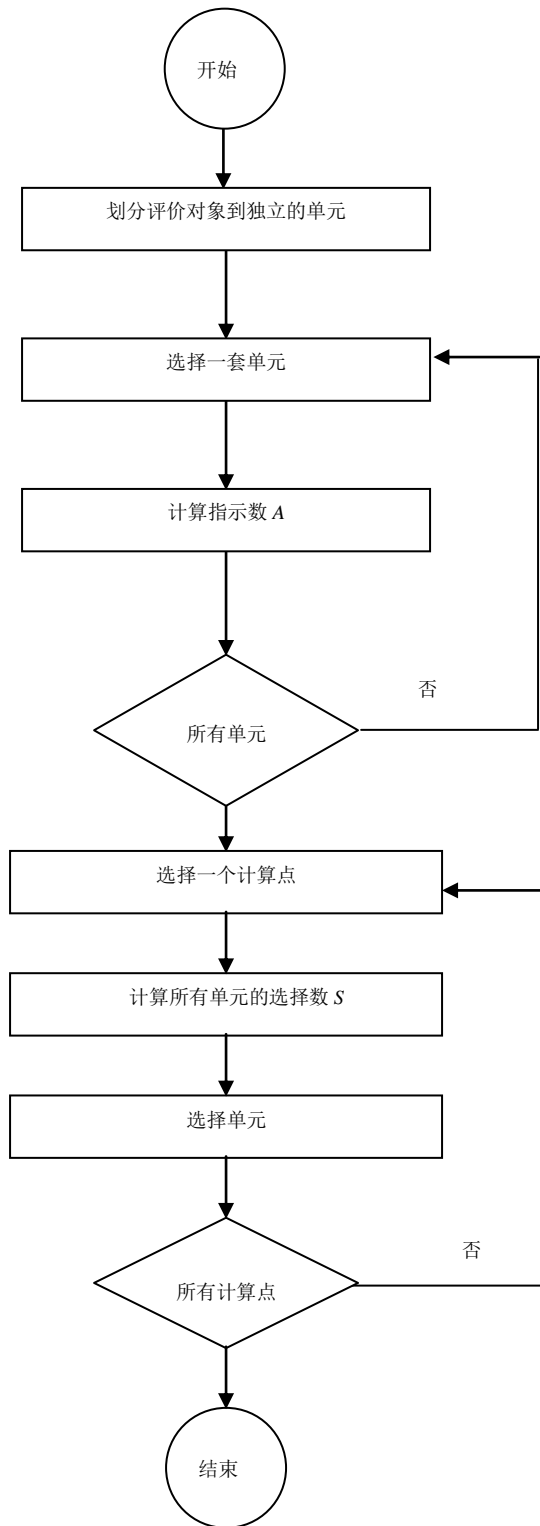 开始
划分评价对象到独立的单元
选择一套单元
计算指示数 A
否
所有单元
选择一个计算点
计算所有单元的选择数 S
选择单元
否
所有计算点
结束